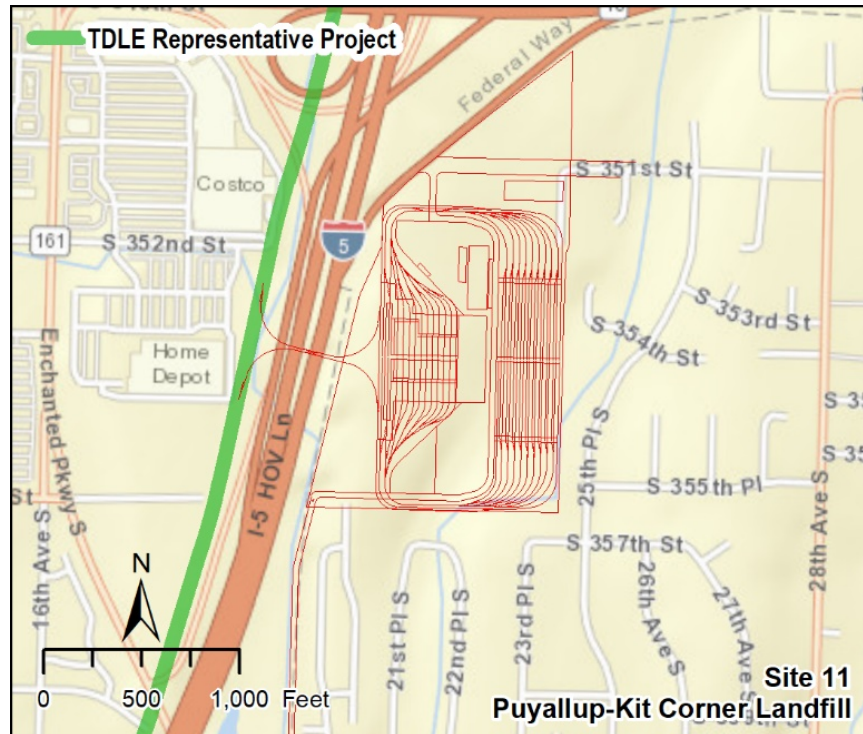 TDLE Representative Project
Federal Way
S 351st St
Costco
161
S 352nd St
5
S 353rd St
S 354th St
Enchanted Pkwy S
Home
Depot
I-5 HOV Ln
25th Pl S
28th Ave S
S 355th Pl
St
S 357th St
16th Ave S
N
21st Pl S
22nd Pl S
23rd Pl S
26th Ave S
27th Ave S
0 500 1,000 Feet
Site 11
Puyallup-Kit Corner Landfill